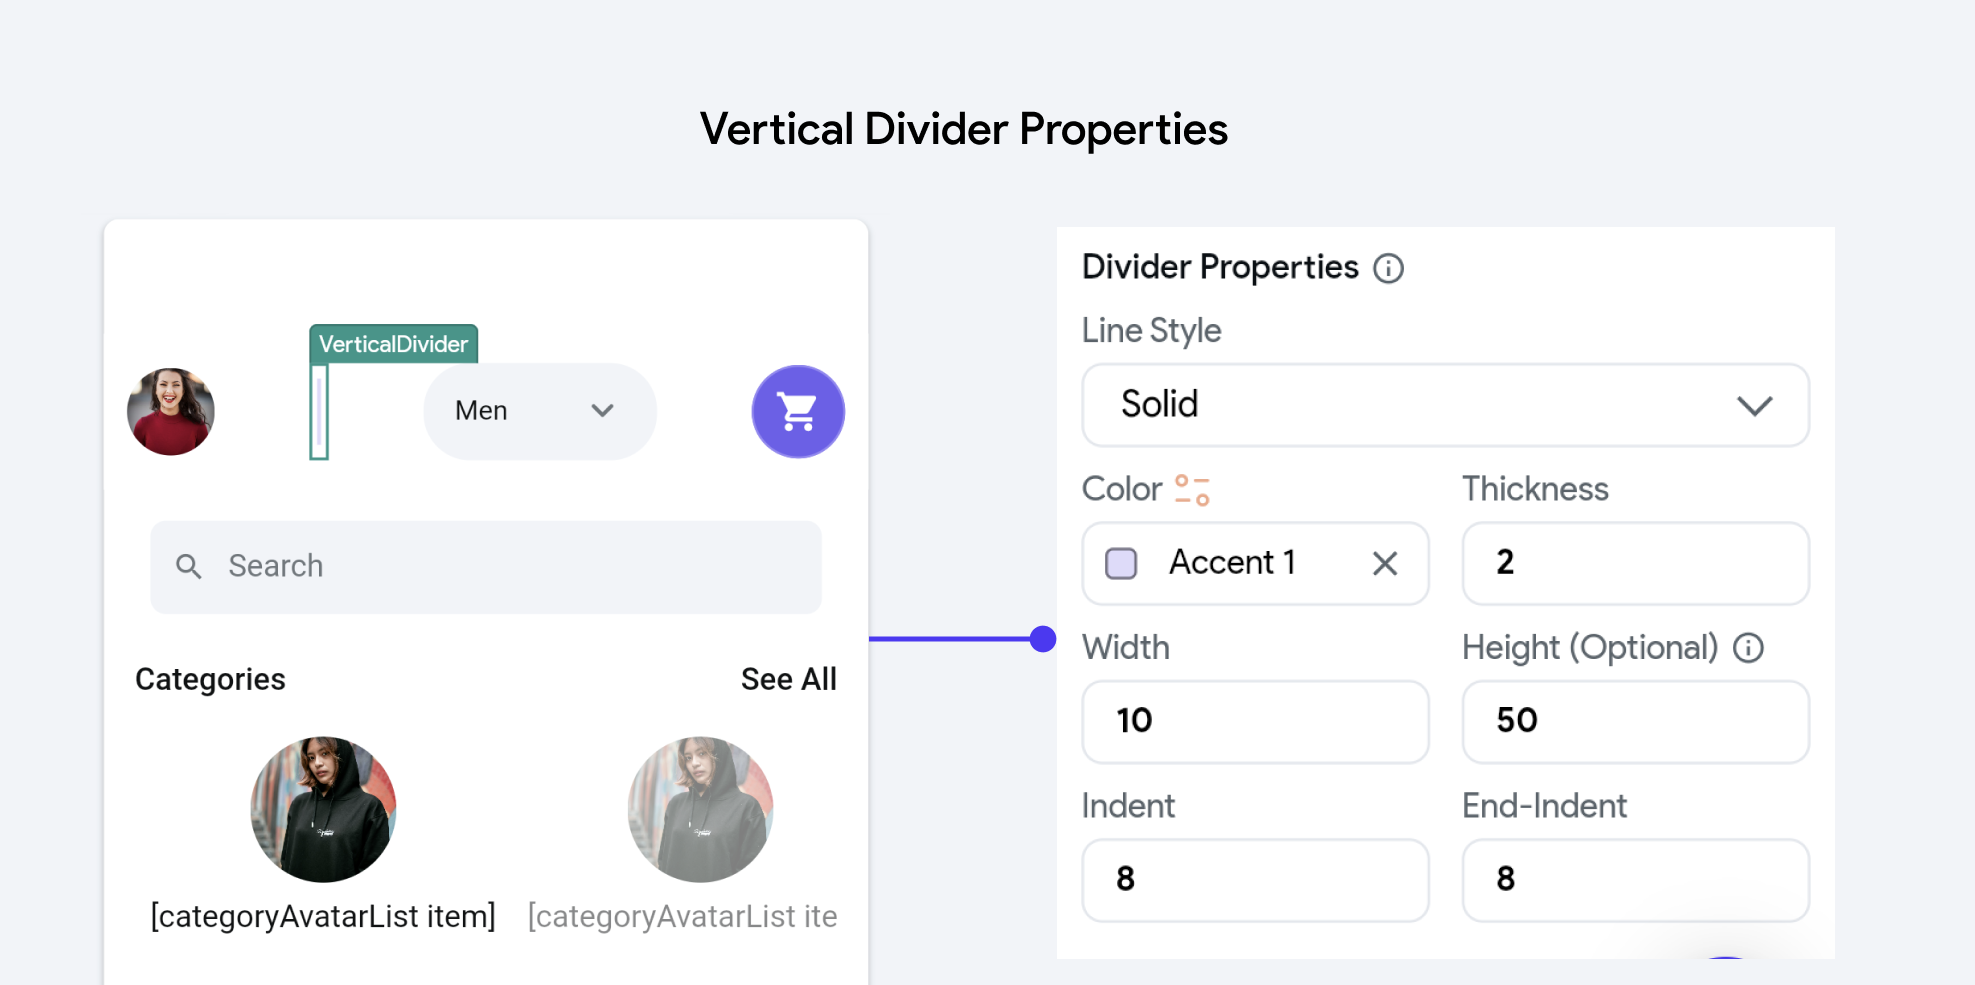 Vertical Divider Properties
VerticalDivider
Men
Search
Categories
See All
[categoryAvatarList item]
[categoryAvatarList ite
Divider Properties
Line Style
Solid
Color
Thickness
Accent 1
2
Width
Height (Optional)
10
50
Indent
End-Indent
8
8